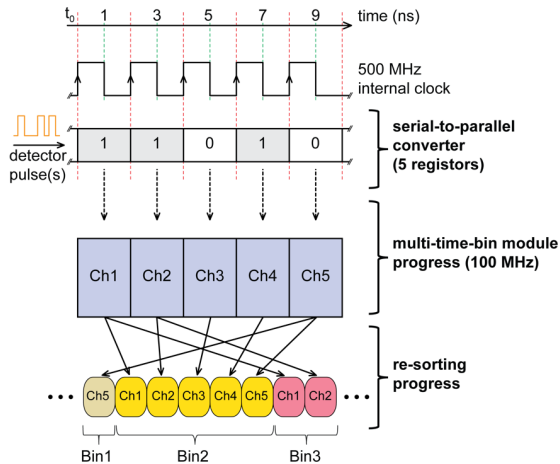 t0 1 3 5 7 9 time (ns)
500 MHz
internal clock
detector
pulse(s)
1 1 0 1 0
serial-to-parallel
converter
(5 registors)
Ch1 Ch2 Ch3 Ch4 Ch5
multi-time-bin module
progress (100 MHz)
re-sorting
progress
••• Ch5 Ch1 Ch2 Ch3 Ch4 Ch5 Ch1 Ch2 •••
Bin1 Bin2 Bin3